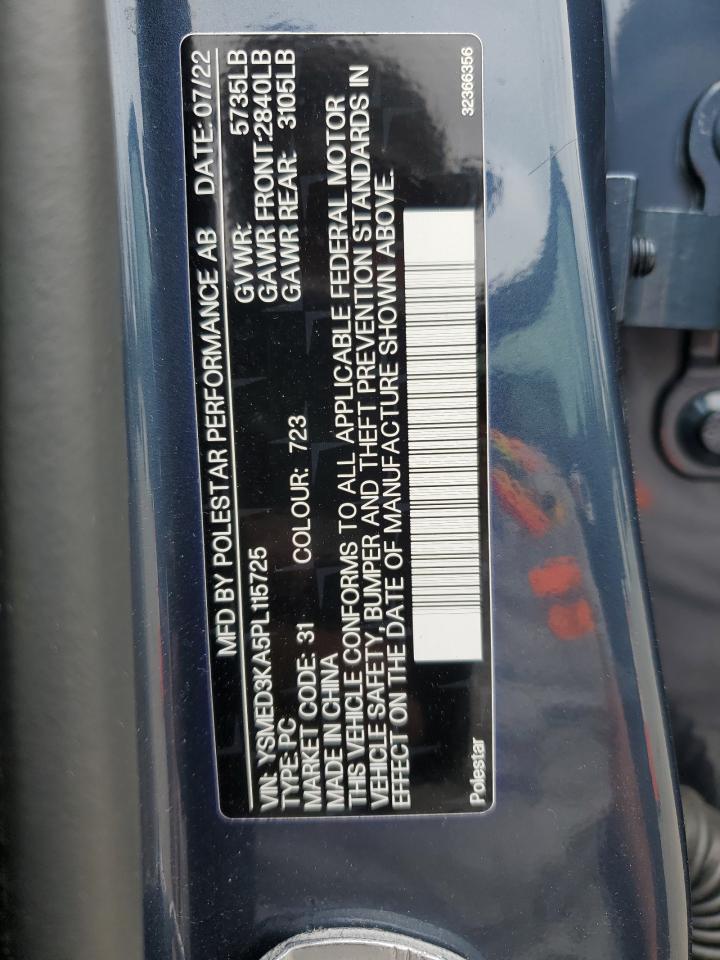 MFD BY POLESTAR PERFORMANCE AB DATE: 07/22
VIN: YSMED3KA5PL115725 GVWR: 5735LB
TYPE: PC GAWR FRONT:2840LB
MARKET CODE: 31 COLOUR: 723 GAWR REAR: 3105LB
MADE IN CHINA
THIS VEHICLE CONFORMS TO ALL APPLICABLE FEDERAL MOTOR
VEHICLE SAFETY, BUMPER AND THEFT PREVENTION STANDARDS IN
EFFECT ON THE DATE OF MANUFACTURE SHOWN ABOVE.
Polestar 32366356